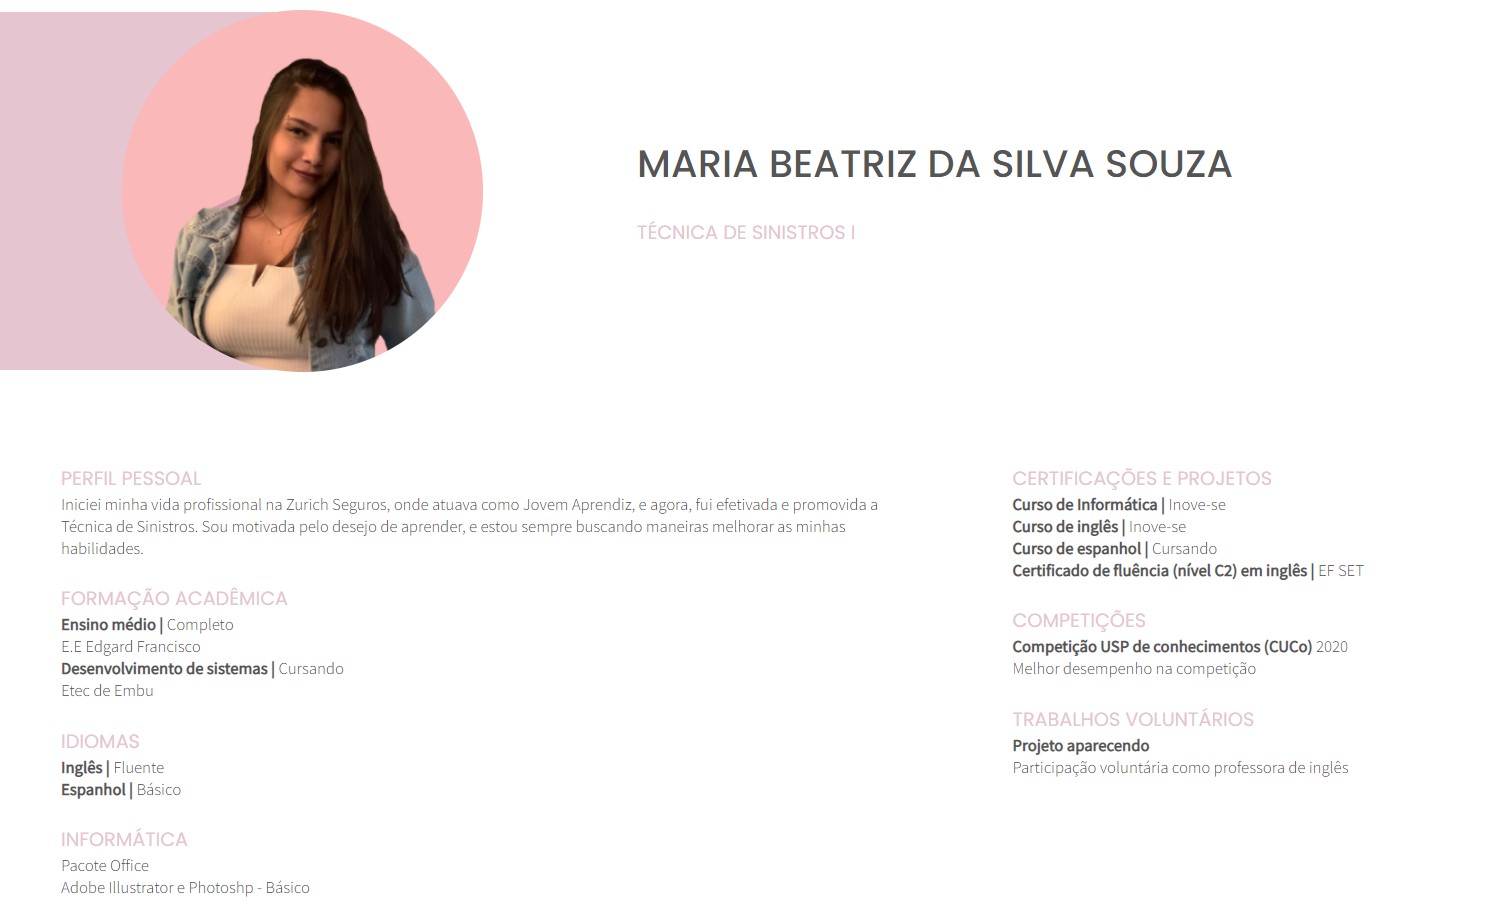 MARIA BEATRIZ DA SILVA SOUZA
TÉCNICA DE SINISTROS I
PERFIL PESSOAL
Iniciei minha vida profissional na Zurich Seguros, onde atuava como Jovem Aprendiz, e agora, fui efetivada e promovida a
Técnica de Sinistros. Sou motivada pelo desejo de aprender, e estou sempre buscando maneiras melhorar as minhas
habilidades.
FORMAÇÃO ACADÊMICA
Ensino médio | Completo
E.E Edgard Francisco
Desenvolvimento de sistemas | Cursando
Etec de Embu
IDIOMAS
Inglês | Fluente
Espanhol | Básico
INFORMÁTICA
Pacote Office
Adobe Illustrator e Photoshp - Básico
CERTIFICAÇÕES E PROJETOS
Curso de Informática | Inove-se
Curso de inglês | Inove-se
Curso de espanhol | Cursando
Certificado de fluência (nível C2) em inglês | EF SET
COMPETIÇÕES
Competição USP de conhecimentos (CUCo) 2020
Melhor desempenho na competição
TRABALHOS VOLUNTÁRIOS
Projeto aparecendo
Participação voluntária como professora de inglês